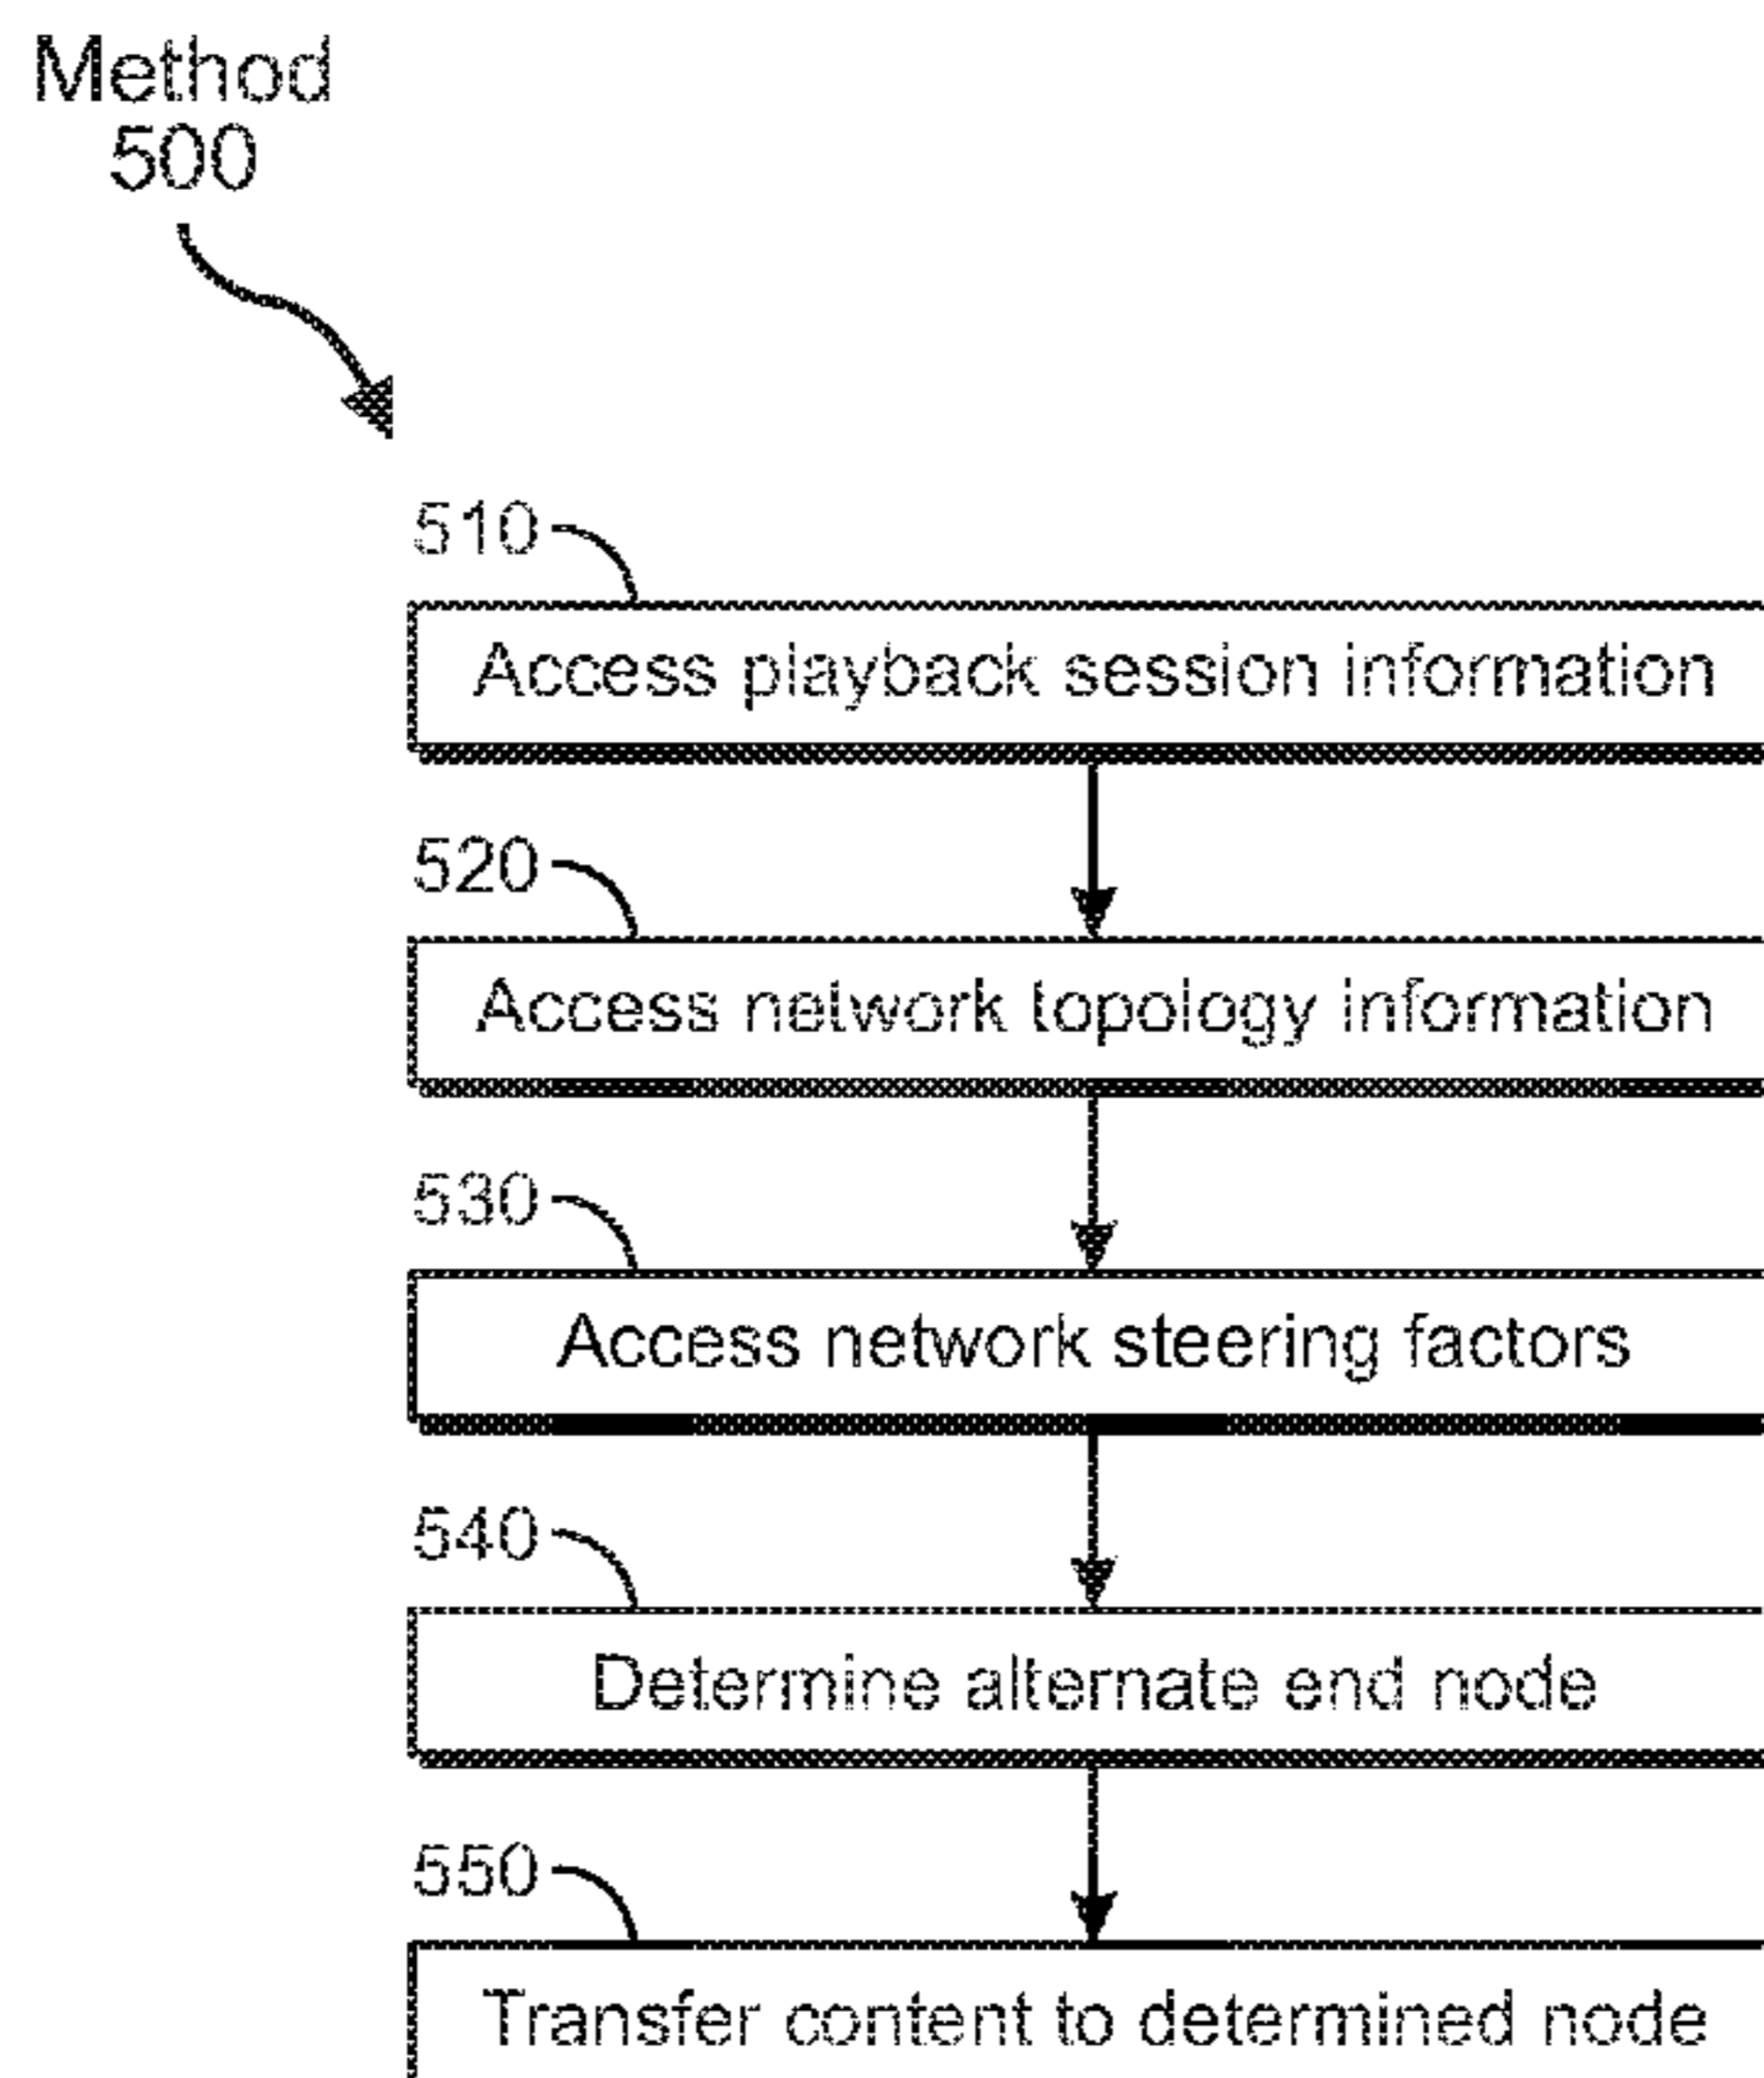 Method
500
510
Access playback session information
520
Access network topology information
530
Access network steering factors
540
Determine alternate end node
550
Transfer content to determined node